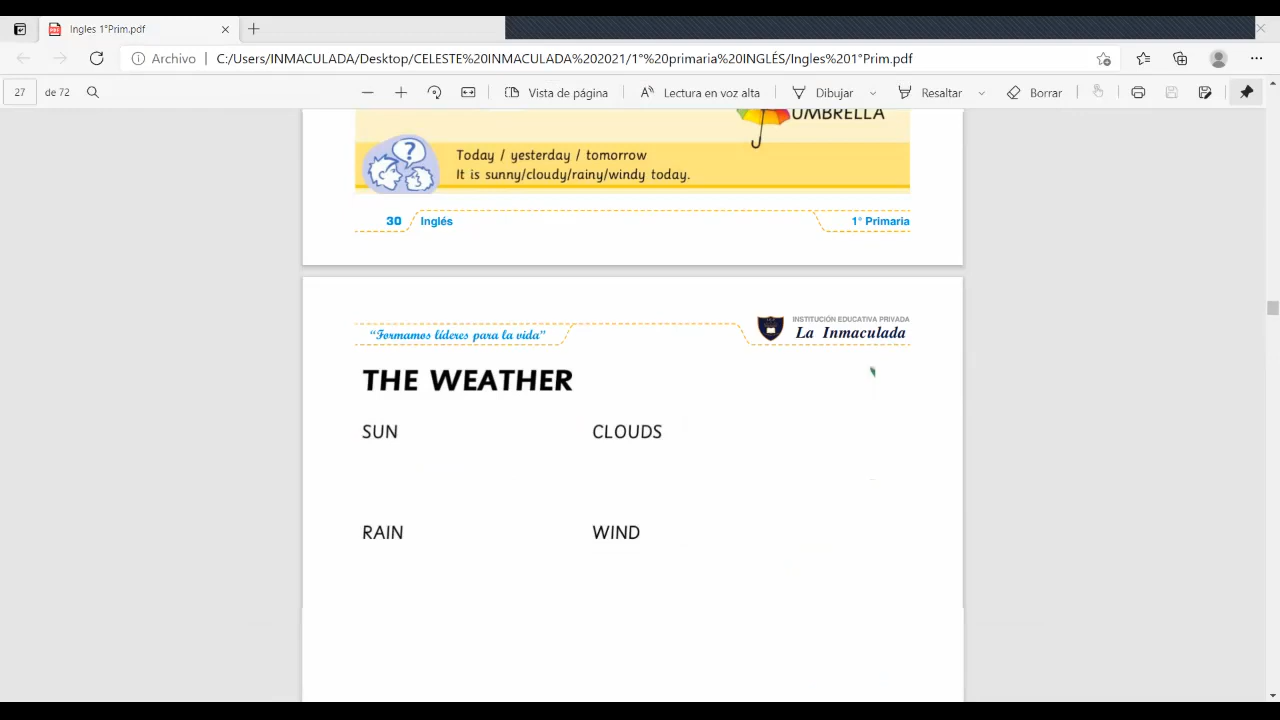 Ingles 1°Prim.pdf
Archivo
C:/Users/INMACULADA/Desktop/CELESTE%20INMACULADA%202021/1°%20primaria%20INGLÉS/Ingles%201°Prim.pdf
27 de 72
Vista de página
Lectura en voz alta
Dibujar
Resaltar
Borrar
UMBRELLA
?
Today / yesterday / tomorrow
It is sunny/cloudy/rainy/windy today.
30 Inglés
1° Primaria
"Formamos líderes para la vida"
INSTITUCIÓN EDUCATIVA PRIVADA
La Inmaculada
THE WEATHER
SUN
CLOUDS
RAIN
WIND